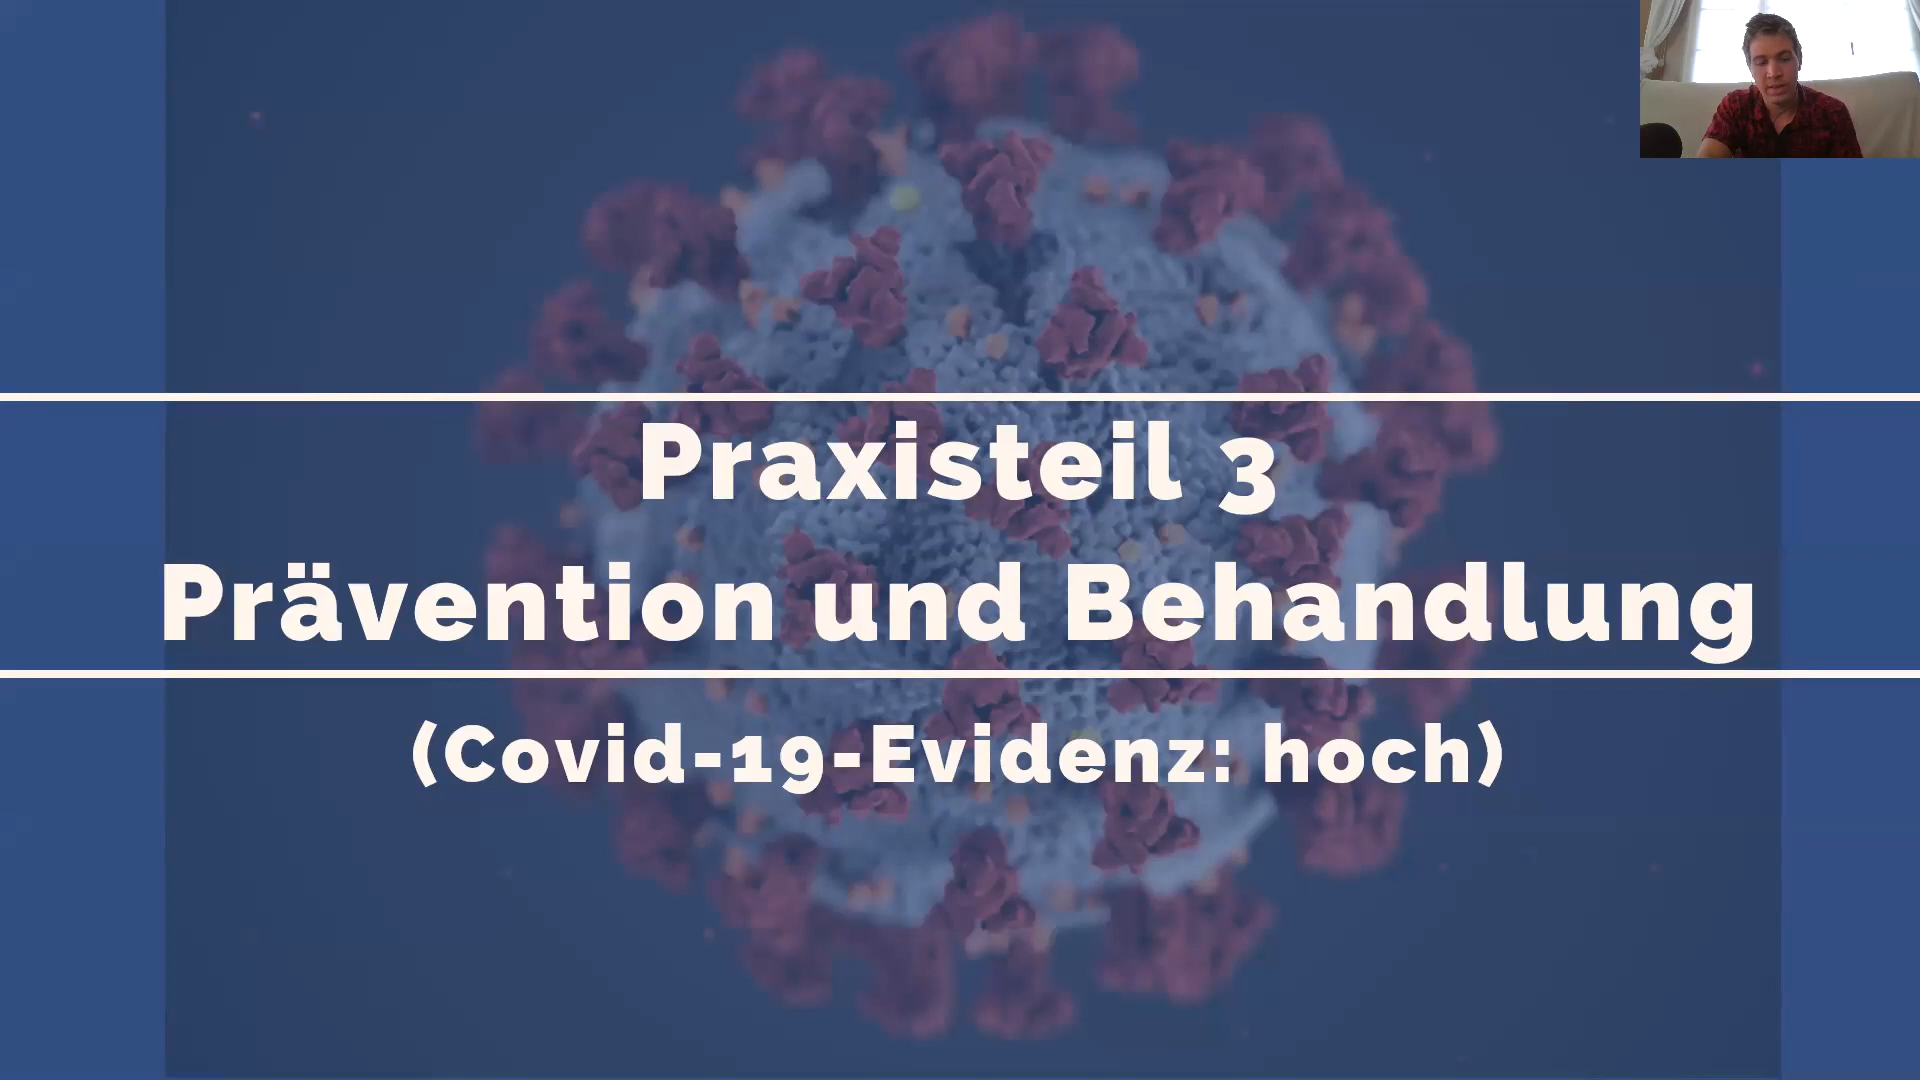 Praxisteil 3
Prävention und Behandlung
(Covid-19-Evidenz: hoch)